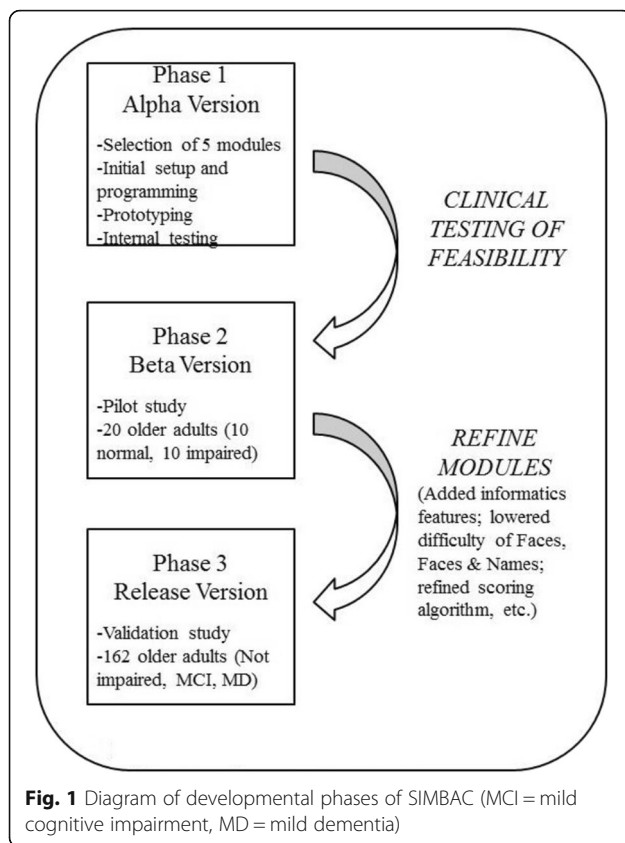 Phase 1
Alpha Version
-Selection of 5 modules
-Initial setup and
programming
-Prototyping
-Internal testing
CLINICAL
TESTING OF
FEASIBILITY
Phase 2
Beta Version
-Pilot study
-20 older adults (10
normal, 10 impaired)
REFINE
MODULES
(Added informatics
features; lowered
difficulty of Faces,
Faces & Names;
refined scoring
algorithm, etc.)
Phase 3
Release Version
-Validation study
-162 older adults (Not
impaired, MCI, MD)
Fig. 1 Diagram of developmental phases of SIMBAC (MCI = mild
cognitive impairment, MD = mild dementia)